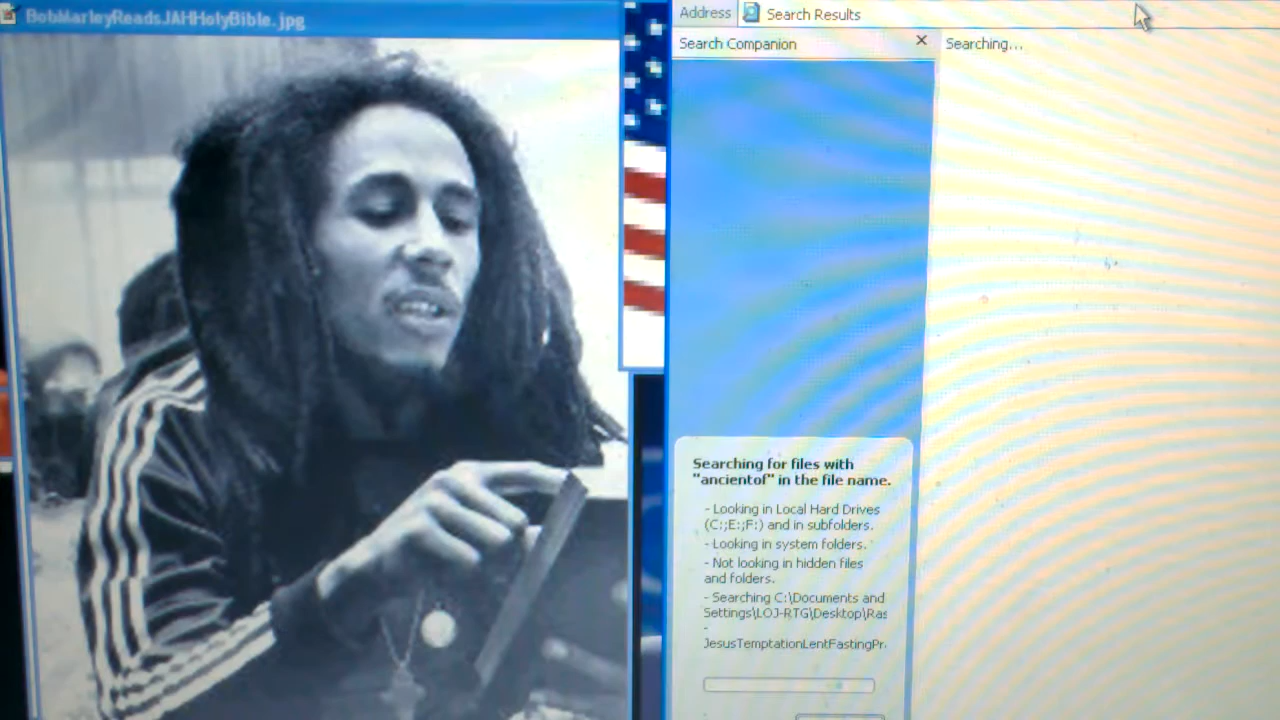 BobMarleyReadsJAHHolyBible.jpg
Address Search Results
Search Companion
Searching...
Searching for files with
"ancientof" in the file name.
- Looking in Local Hard Drives
(C:;E:;F:) and in subfolders.
- Looking in system folders.
- Not looking in hidden files
and folders.
- Searching C:\Documents and
Settings\LOJ-RTG\Desktop\Ras
-
JesusTemptationLentFastingPr